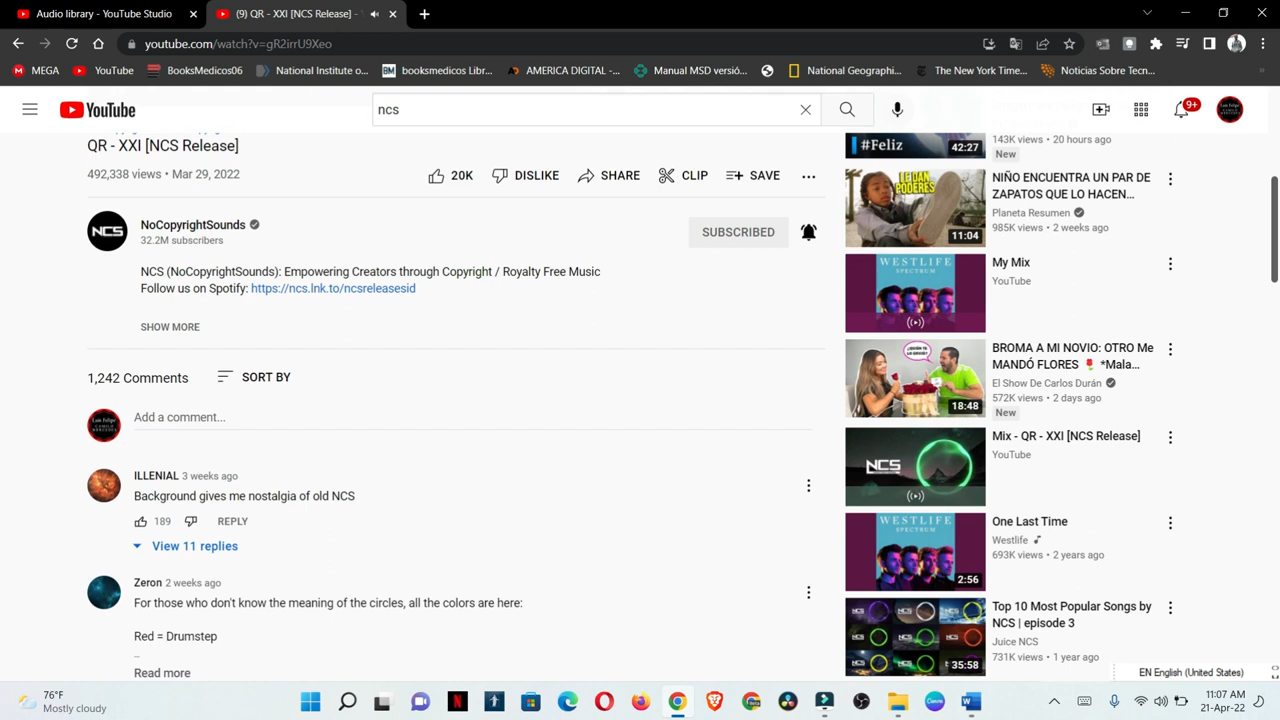 Audio library - YouTube Studio
(9) QR - XXI [NCS Release] -
youtube.com/watch?v=gR2irrU9Xeo
MEGA
YouTube
BooksMedicos06
National Institute o...
booksmedicos Libr...
AMERICA DIGITAL -...
Manual MSD versió...
National Geographi...
The New York Time...
Noticias Sobre Tecn...
YouTube
ncs
9+
QR - XXI [NCS Release]
492,338 views • Mar 29, 2022
20K
DISLIKE
SHARE
CLIP
SAVE
NCS
NoCopyrightSounds
32.2M subscribers
SUBSCRIBED
NCS (NoCopyrightSounds): Empowering Creators through Copyright / Royalty Free Music
Follow us on Spotify: https://ncs.lnk.to/ncsreleasesid
SHOW MORE
1,242 Comments
SORT BY
Add a comment...
ILLENIAL 3 weeks ago
Background gives me nostalgia of old NCS
189
REPLY
View 11 replies
Zeron 2 weeks ago
For those who don't know the meaning of the circles, all the colors are here:
Red = Drumstep
..
Read more
#Feliz
42:27
143K views • 20 hours ago
New
LE DAN
PODERES
11:04
NIÑO ENCUENTRA UN PAR DE
ZAPATOS QUE LO HACEN...
Planeta Resumen
985K views • 2 weeks ago
WESTLIFE
SPECTRUM
My Mix
YouTube
18:48
BROMA A MI NOVIO: OTRO Me
MANDÓ FLORES 🌹 *Mala...
El Show De Carlos Durán
572K views • 2 days ago
New
NCS
Mix - QR - XXI [NCS Release]
YouTube
WESTLIFE
SPECTRUM
2:56
One Last Time
Westlife
693K views • 2 years ago
35:58
Top 10 Most Popular Songs by
NCS | episode 3
Juice NCS
731K views • 1 year ago
EN English (United States)
76°F
Mostly cloudy
11:07 AM
21-Apr-22